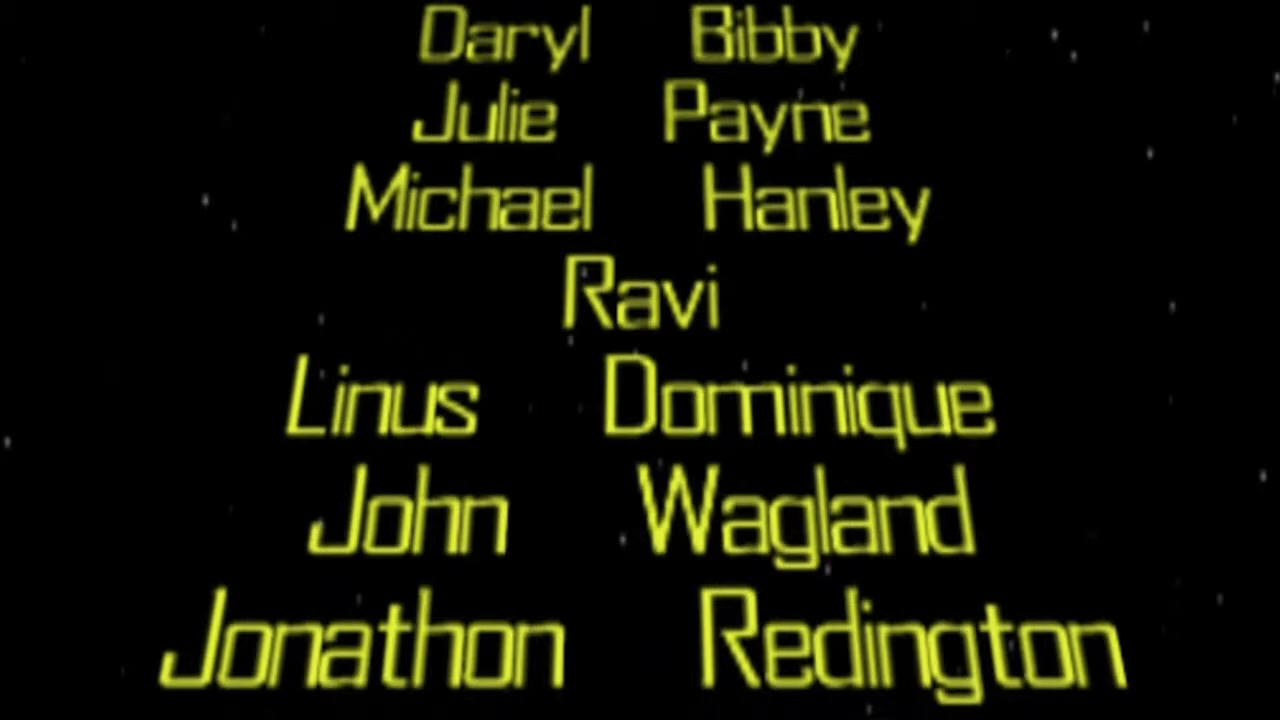 Daryl Bibby
Julie Payne
Michael Hanley
Ravi
Linus Dominique
John Wagland
Jonathon Redington